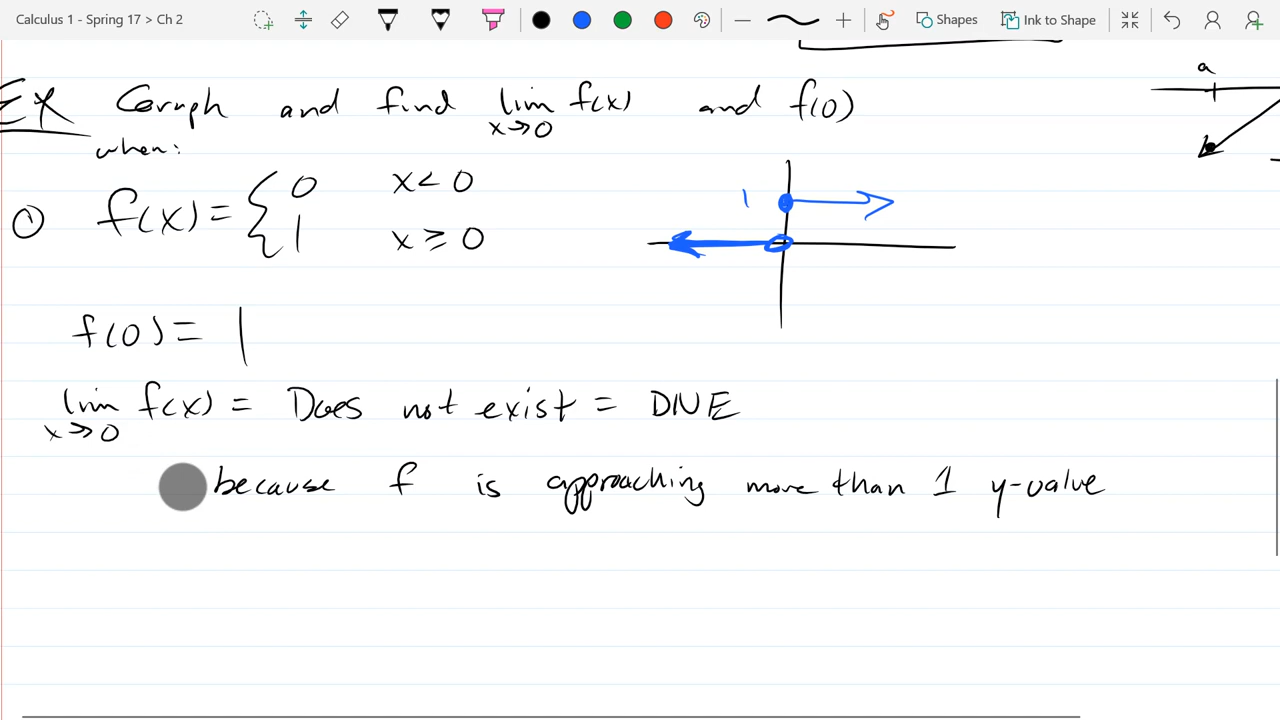 Calculus 1 - Spring 17 > Ch 2
Shapes
Ink to Shape
EX Graph and find lim f(x) and f(0)
x→0
when:
a
① f(x) = { 0 x < 0
1 x ≥ 0
1
f(0) = 1
lim f(x) = Does not exist = DNE
x→0
because f is approaching more than 1 y-value